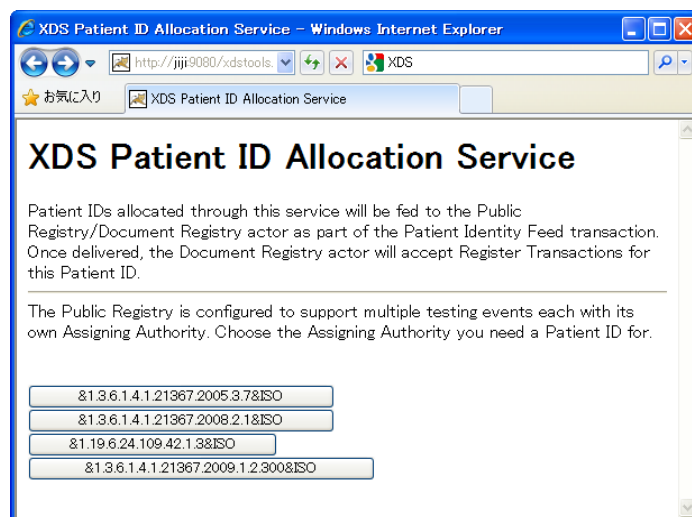 XDS Patient ID Allocation Service - Windows Internet Explorer
http://jiji:9080/xdstools.
XDS
お気に入り
XDS Patient ID Allocation Service
XDS Patient ID Allocation Service
Patient IDs allocated through this service will be fed to the Public
Registry/Document Registry actor as part of the Patient Identity Feed transaction.
Once delivered, the Document Registry actor will accept Register Transactions for
this Patient ID.
The Public Registry is configured to support multiple testing events each with its
own Assigning Authority. Choose the Assigning Authority you need a Patient ID for.
&1.3.6.1.4.1.21367.2005.3.7&ISO
&1.3.6.1.4.1.21367.2008.2.1&ISO
&1.19.6.24.109.42.1.3&ISO
&1.3.6.1.4.1.21367.2009.1.2.300&ISO